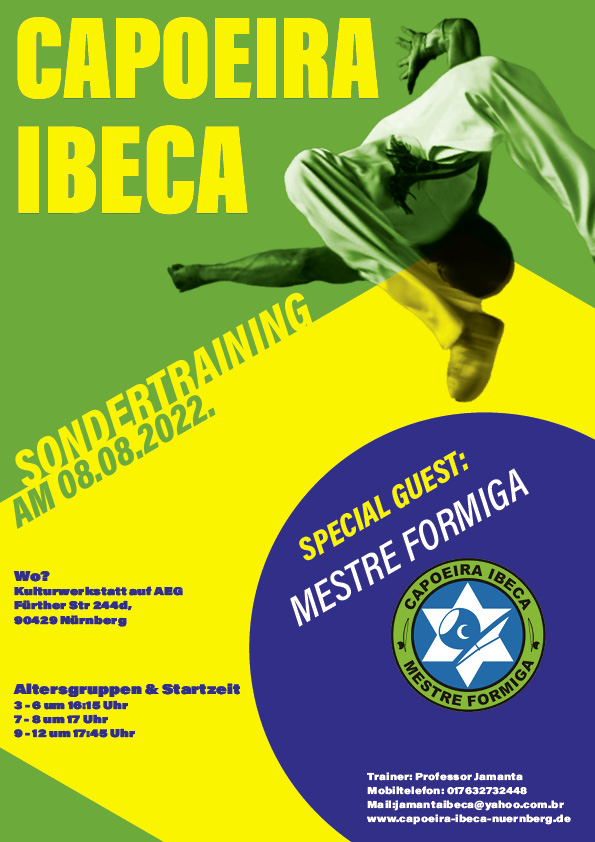 CAPOEIRA
IBECA
SONDERTRAINING
AM 08.08.2022.
SPECIAL GUEST:
MESTRE FORMIGA
CAPOEIRA IBECA
MESTRE FORMIGA
Wo?
Kulturwerkstatt auf AEG
Fürther Str 244d,
90429 Nürnberg
Altersgruppen & Startzeit
3 - 6 um 16:15 Uhr
7 - 8 um 17 Uhr
9 - 12 um 17:45 Uhr
Trainer: Professor Jamanta
Mobiltelefon: 017632732448
Mail:jamantaibeca@yahoo.com.br
www.capoeira-ibeca-nuernberg.de